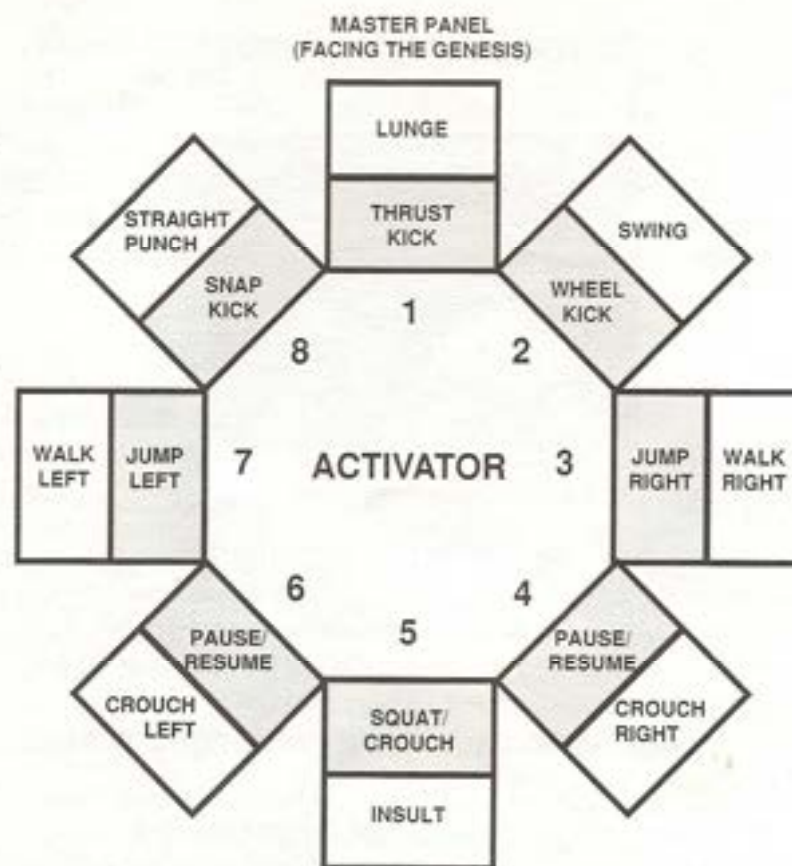 MASTER PANEL
(FACING THE GENESIS)
LUNGE
THRUST
KICK
1
SWING
WHEEL
KICK
2
STRAIGHT
PUNCH
SNAP
KICK
8
WALK
LEFT
JUMP
LEFT
7
ACTIVATOR
3
JUMP
RIGHT
WALK
RIGHT
6
PAUSE/
RESUME
CROUCH
LEFT
5
SQUAT/
CROUCH
INSULT
4
PAUSE/
RESUME
CROUCH
RIGHT